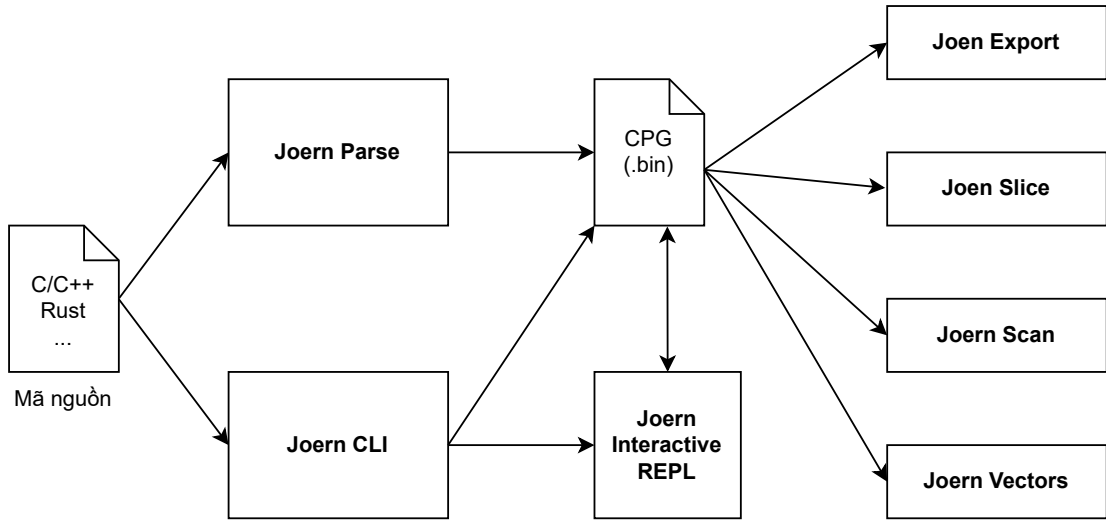 C/C++
Rust
...
Mã nguồn
Joern Parse
Joern CLI
CPG
(.bin)
Joern
Interactive
REPL
Joen Export
Joen Slice
Joern Scan
Joern Vectors